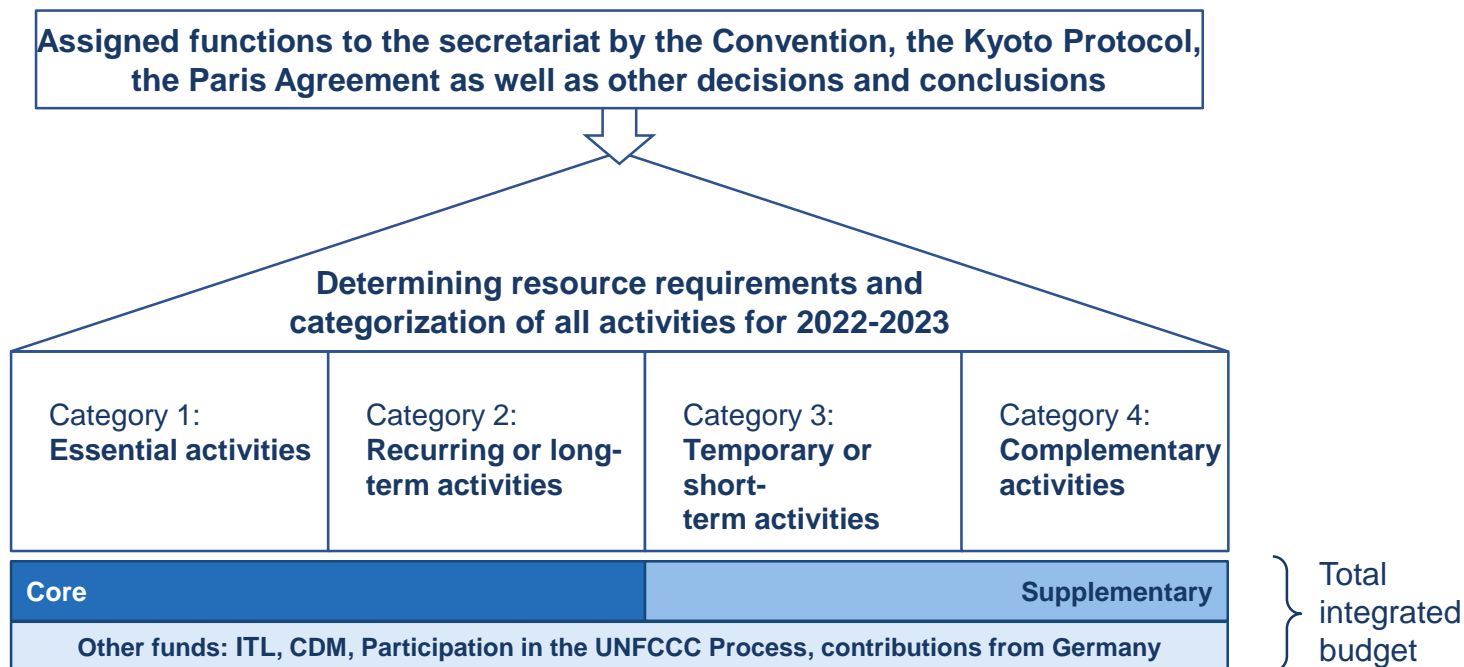 Assigned functions to the secretariat by the Convention, the Kyoto Protocol,
the Paris Agreement as well as other decisions and conclusions
Determining resource requirements and
categorization of all activities for 2022-2023
Category 1:
Essential activities
Category 2:
Recurring or long-
term activities
Category 3:
Temporary or
short-
term activities
Category 4:
Complementary
activities
Core
Supplementary
Other funds: ITL, CDM, Participation in the UNFCCC Process, contributions from Germany
Total
integrated
budget